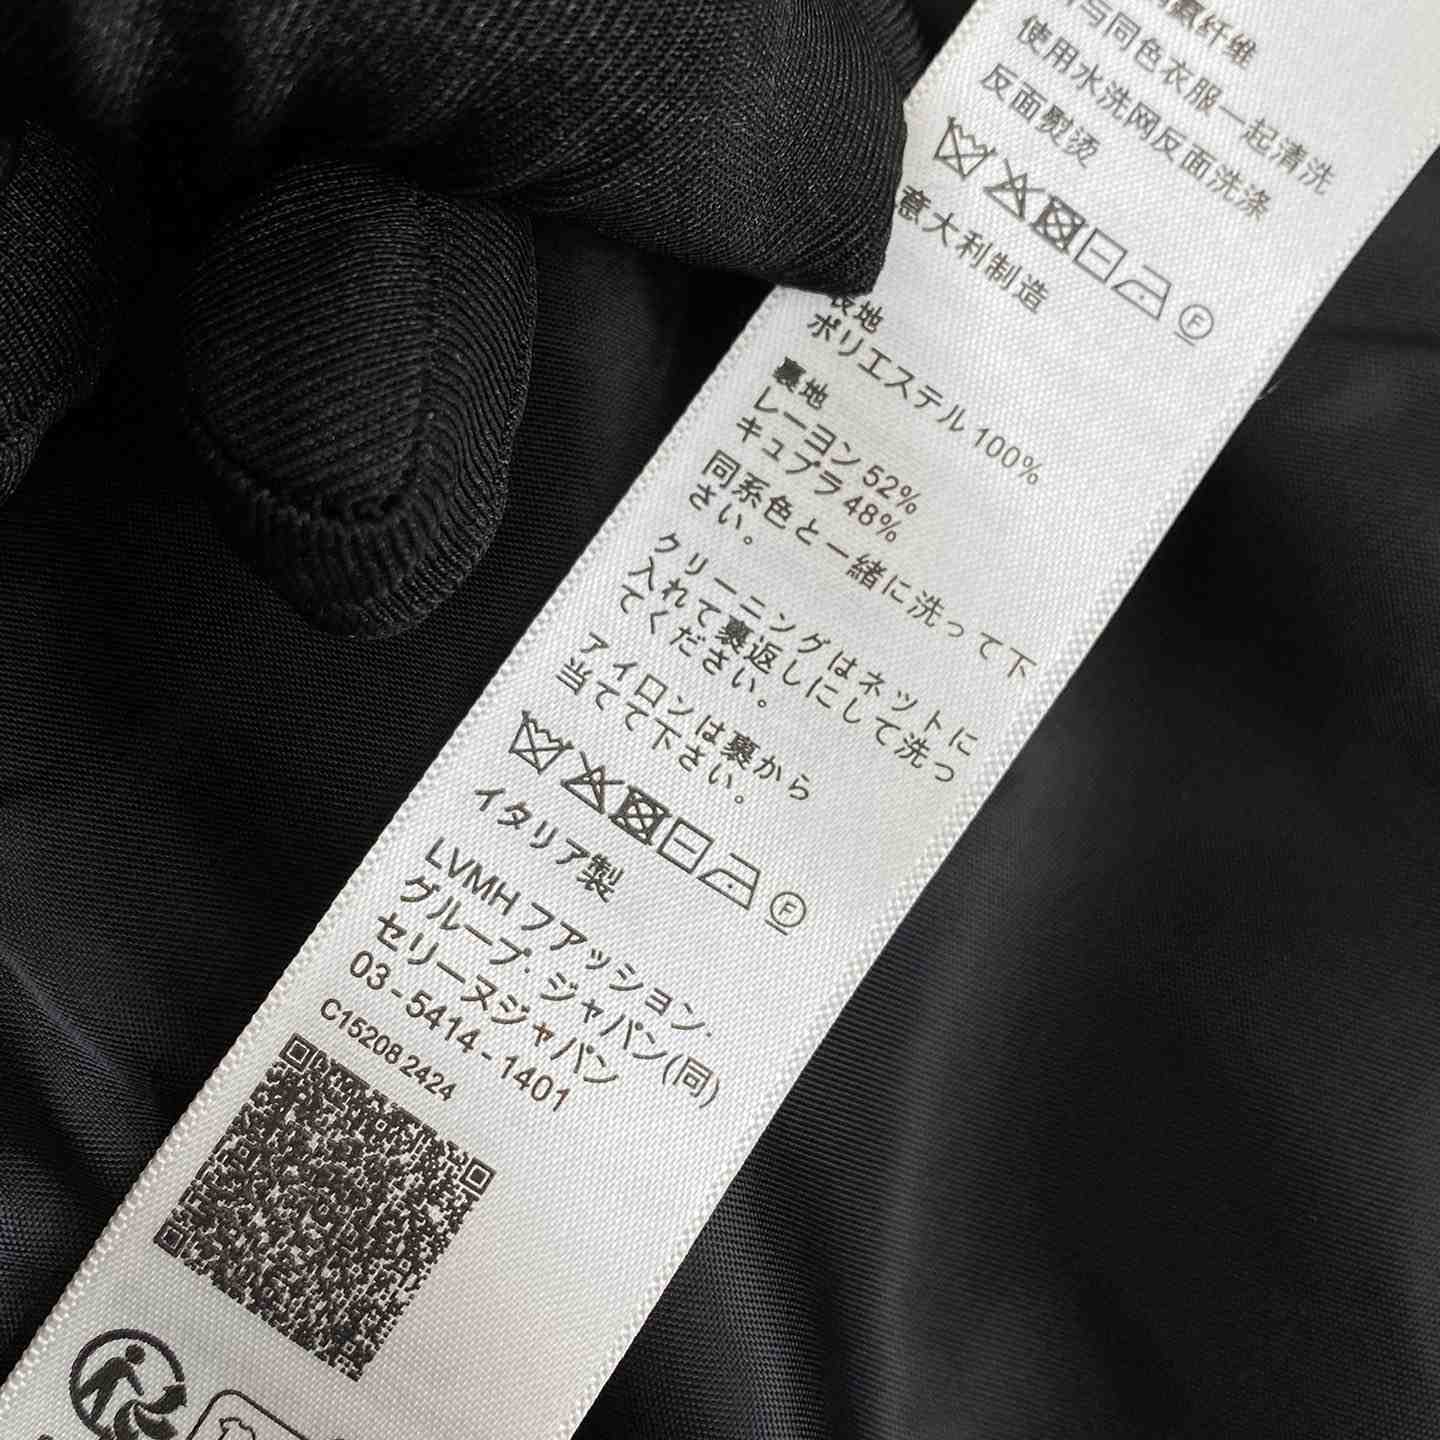 氨纶纤维
与同色衣服一起清洗
使用水洗网反面洗涤
反面熨烫
F
意大利制造
表地
ポリエステル 100%
裏地
レーヨン 52%
キュプラ 48%
同系色と一緒に洗って下
さい。
クリーニングはネットに
入れて裏返しにして洗っ
てください。
アイロンは裏から
当てて下さい。
F
イタリア製
LVMH ファッション.
グループ. ジャパン(同)
セリーヌジャパン
03 - 5414 - 1401
C15208 2424